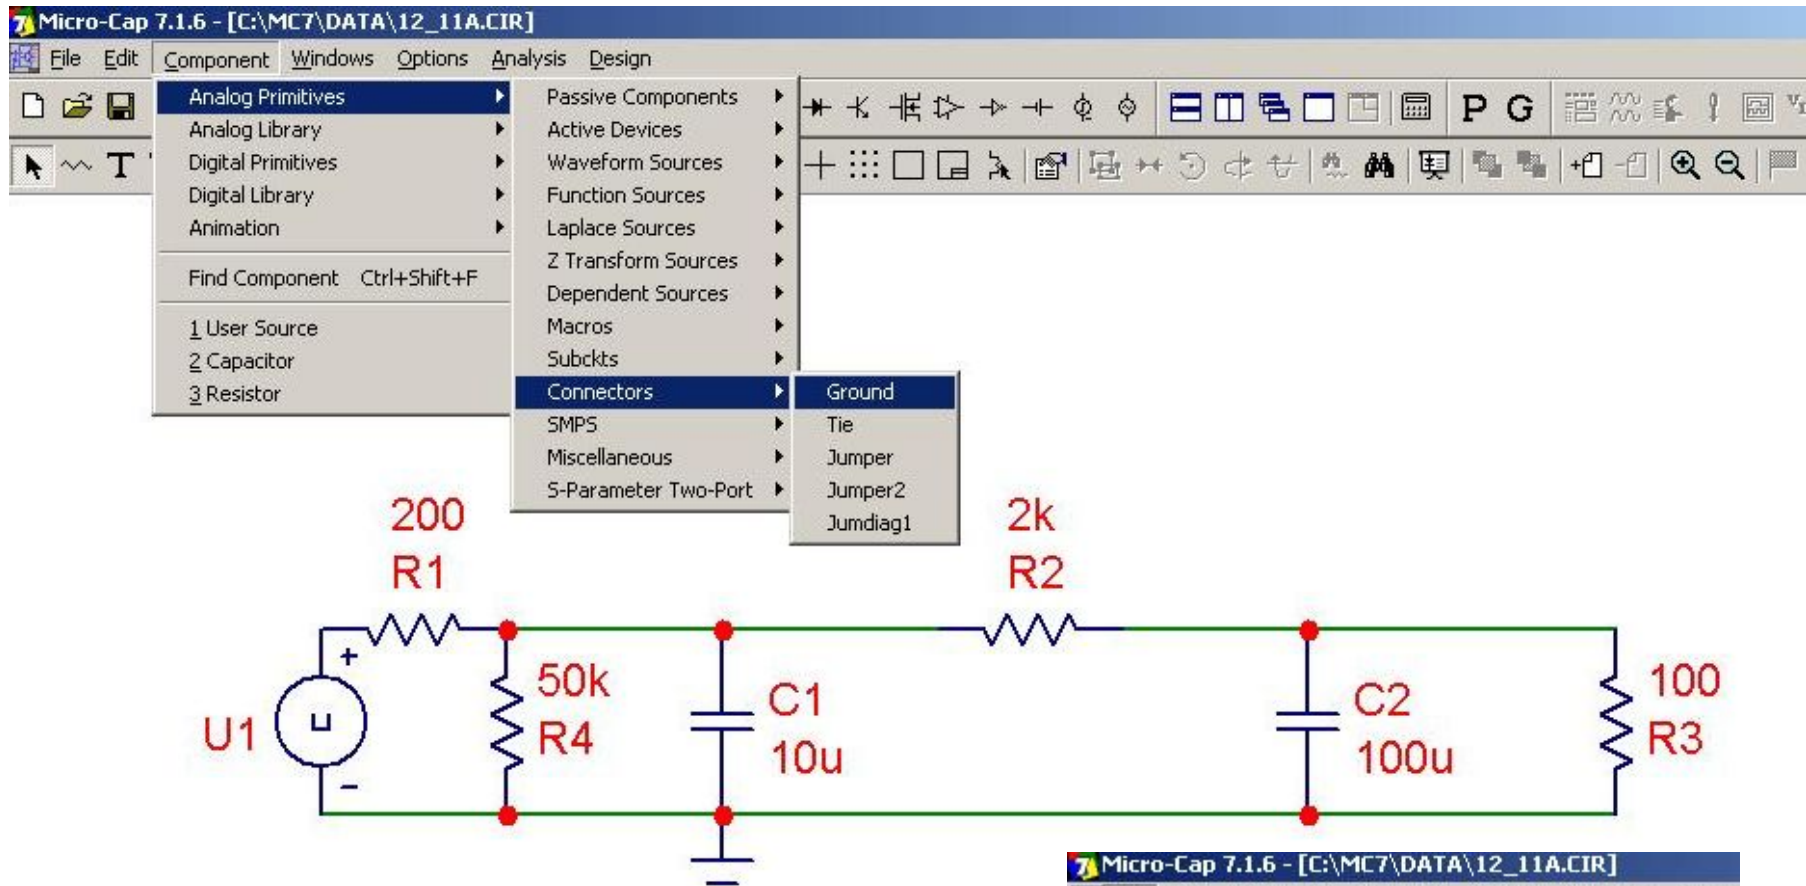 Micro-Cap 7.1.6 - [C:\MC7\DATA\12_11A.CIR]
File Edit Component Windows Options Analysis Design
Analog Primitives
Analog Library
Digital Primitives
Digital Library
Animation
Find Component Ctrl+Shift+F
1 User Source
2 Capacitor
3 Resistor
Passive Components
Active Devices
Waveform Sources
Function Sources
Laplace Sources
Z Transform Sources
Dependent Sources
Macros
Subckts
Connectors
SMPS
Miscellaneous
S-Parameter Two-Port
Ground
Tie
Jumper
Jumper2
Jumdiag1
P G
T
200
R1
2k
R2
+
U1
u
-
50k
R4
C1
10u
C2
100u
100
R3
Micro-Cap 7.1.6 - [C:\MC7\DATA\12_11A.CIR]